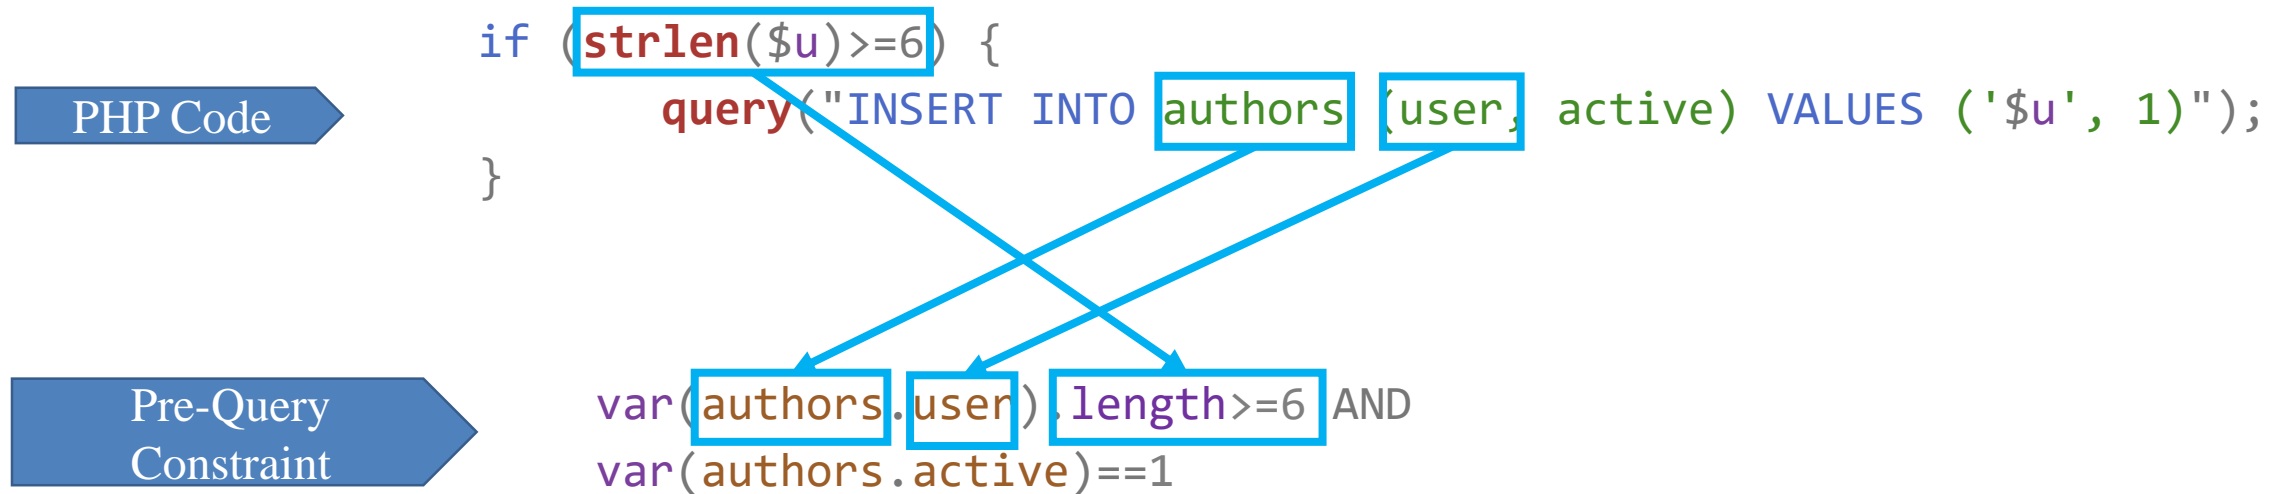 if (strlen($u)>=6) {
PHP Code
query("INSERT INTO authors (user, active) VALUES ('$u', 1)");
}
Pre-Query
Constraint
var(authors.user).length>=6 AND
var(authors.active)==1